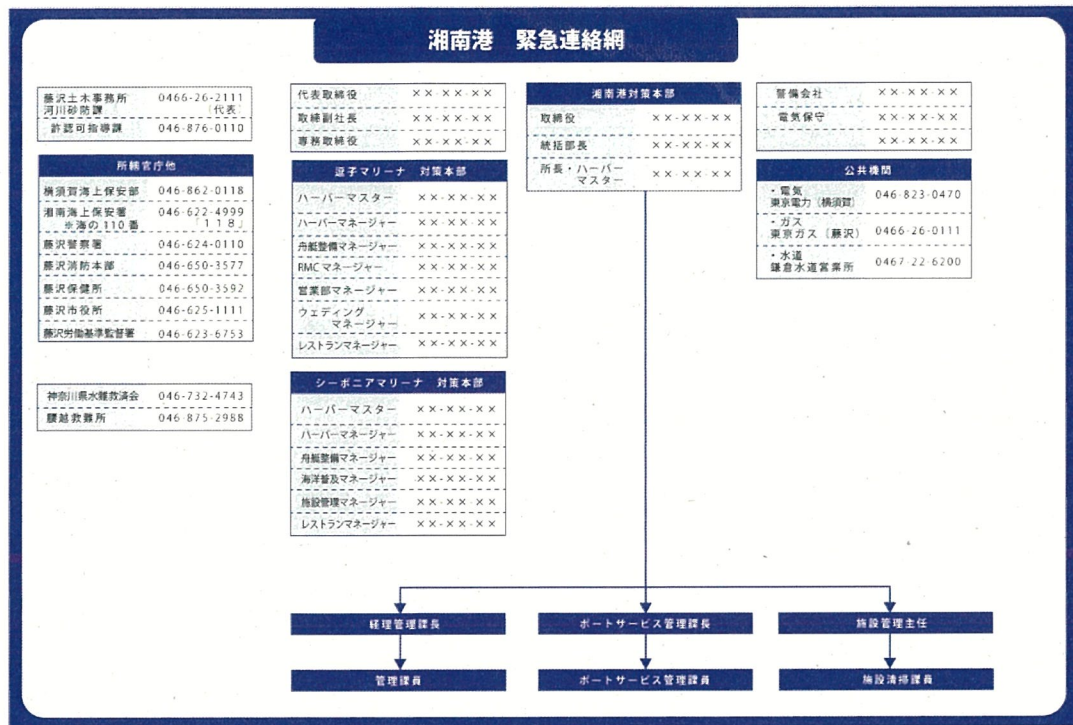 湘南港 緊急連絡網
藤沢土木事務所 0466-26-2111
河川砂防課 (代表)
許認可指導課 046-876-0110
所轄官庁他
横須賀海上保安部 046-862-0118
湘南海上保安署 046-622-4999
※海の110番 「118」
藤沢警察署 046-624-0110
藤沢消防本部 046-650-3577
藤沢保健所 046-650-3592
藤沢市役所 046-625-1111
藤沢労働基準監督署 046-623-6753
神奈川県水難救済会 046-732-4743
腰越救難所 046-875-2988
代表取締役 ××-××-××
取締副社長 ××-××-××
専務取締役 ××-××-××
逗子マリーナ 対策本部
ハーバーマスター ××-××-××
ハーバーマネージャー ××-××-××
舟艇整備マネージャー ××-××-××
RMCマネージャー ××-××-××
営業部マネージャー ××-××-××
ウェディング
マネージャー ××-××-××
レストランマネージャー ××-××-××
シーボニアマリーナ 対策本部
ハーバーマスター ××-××-××
ハーバーマネージャー ××-××-××
舟艇整備マネージャー ××-××-××
海洋普及マネージャー ××-××-××
施設管理マネージャー ××-××-××
レストランマネージャー ××-××-××
湘南港対策本部
取締役 ××-××-××
統括部長 ××-××-××
所長・ハーバー
マスター ××-××-××
警備会社 ××-××-××
電気保守 ××-××-××
××-××-××
公共機関
・電気
東京電力（横須賀） 046-823-0470
・ガス
東京ガス（藤沢） 0466-26-0111
・水道
鎌倉水道営業所 0467-22-6200
経理管理課長
ポートサービス管理課長
施設管理主任
管理課員
ポートサービス管理課員
施設清掃課員